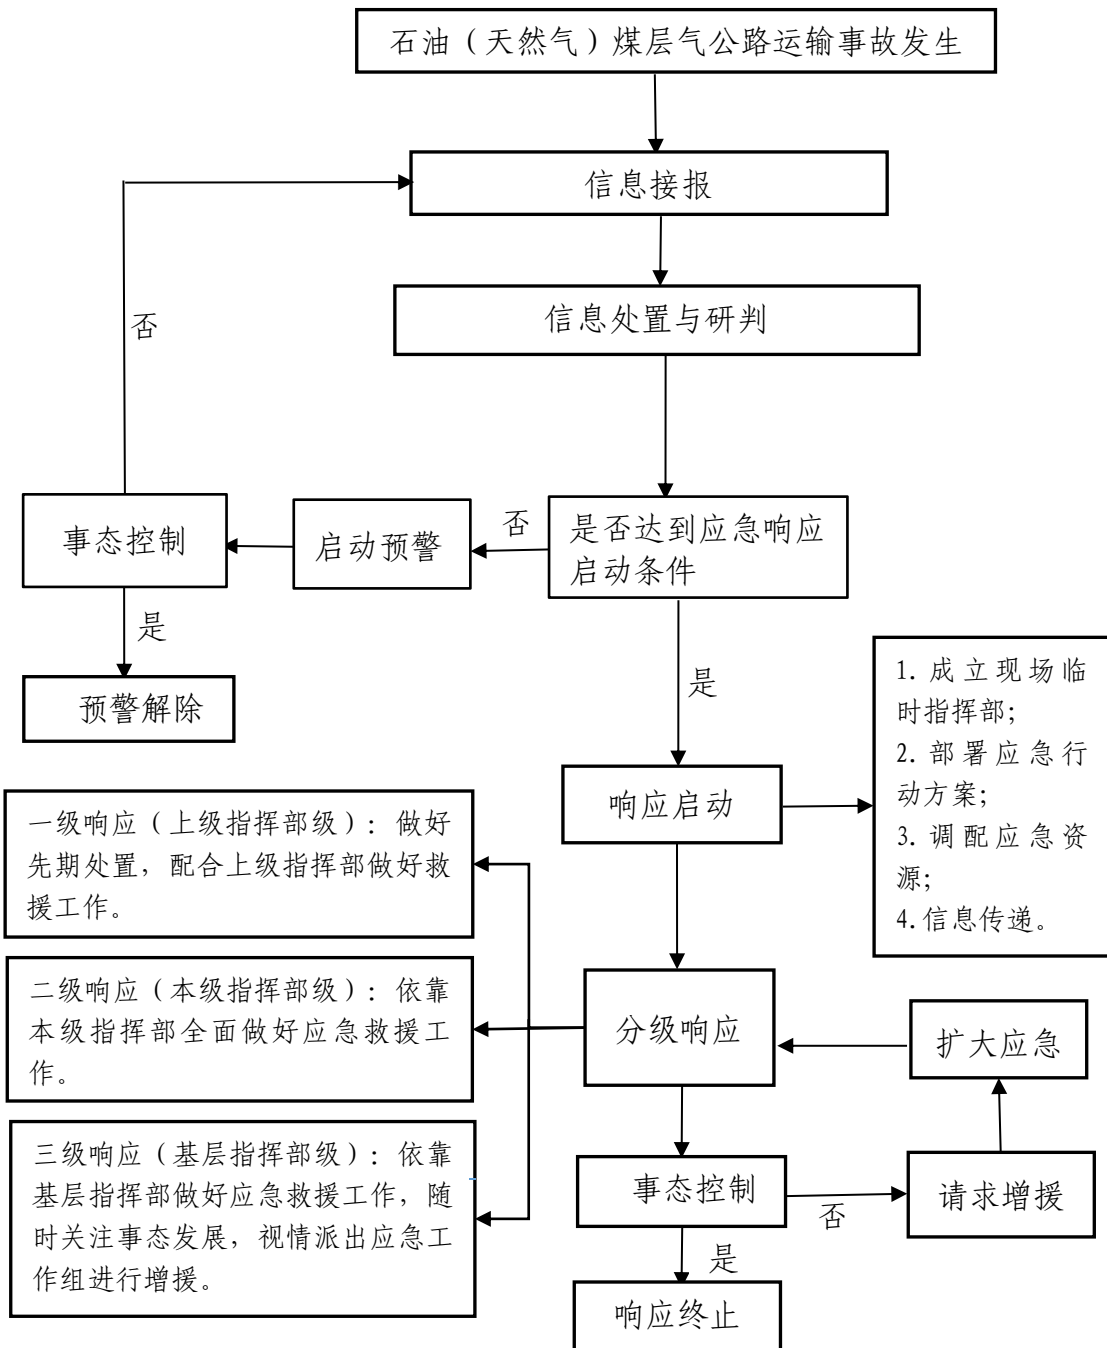 石油（天然气）煤层气公路运输事故发生
信息接报
信息处置与研判
否
事态控制
启动预警
否
是否达到应急响应
启动条件
是
预警解除
是
响应启动
1. 成立现场临
时指挥部；
2. 部署应急行
动方案；
3. 调配应急资
源；
4. 信息传递。
一级响应（上级指挥部级）：做好
先期处置，配合上级指挥部做好救
援工作。
二级响应（本级指挥部级）：依靠
本级指挥部全面做好应急救援工
作。
三级响应（基层指挥部级）：依靠
基层指挥部做好应急救援工作，随
时关注事态发展，视情派出应急工
作组进行增援。
分级响应
扩大应急
事态控制
否
请求增援
是
响应终止